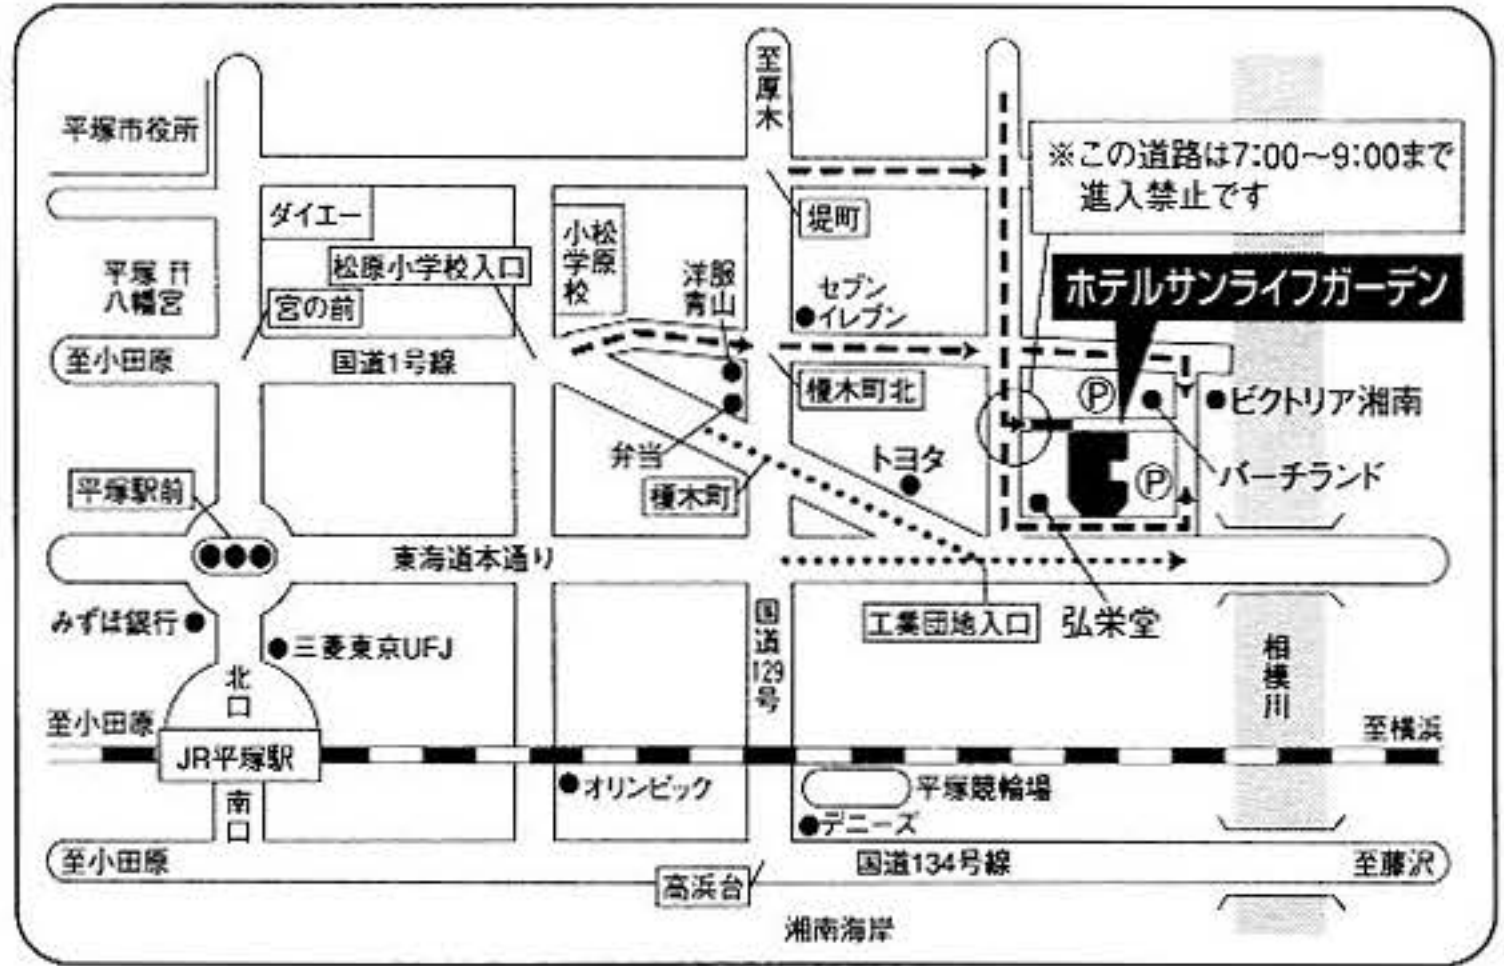 至厚木
平塚市役所
※この道路は7:00〜9:00まで
進入禁止です
ダイエー
堤町
小松
学原
校
松原小学校入口
平塚
八幡宮
宮の前
洋服
青山
セブン
イレブン
ホテルサンライフガーデン
至小田原
国道1号線
榎木町北
Ⓟ
ビクトリア湘南
弁当
トヨタ
バーチランド
平塚駅前
榎木町
Ⓟ
東海道本通り
みずほ銀行
三菱東京UFJ
国道129号
工業団地入口
弘栄堂
北口
相模川
至小田原
至横浜
JR平塚駅
オリンピック
平塚競輪場
南口
デニーズ
至小田原
国道134号線
至藤沢
高浜台
湘南海岸